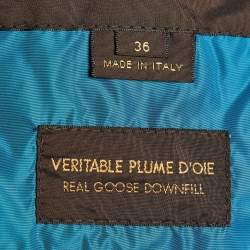 36
MADE IN ITALY
VERITABLE PLUME D'OIE
REAL GOOSE DOWNFILL